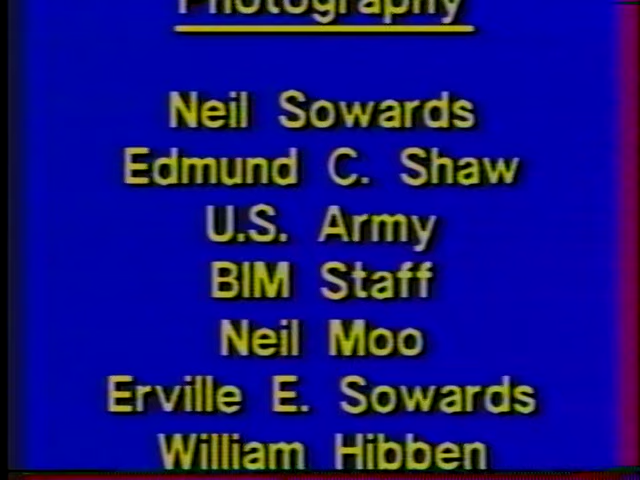 Photography
Neil Sowards
Edmund C. Shaw
U.S. Army
BIM Staff
Neil Moo
Erville E. Sowards
William Hibben